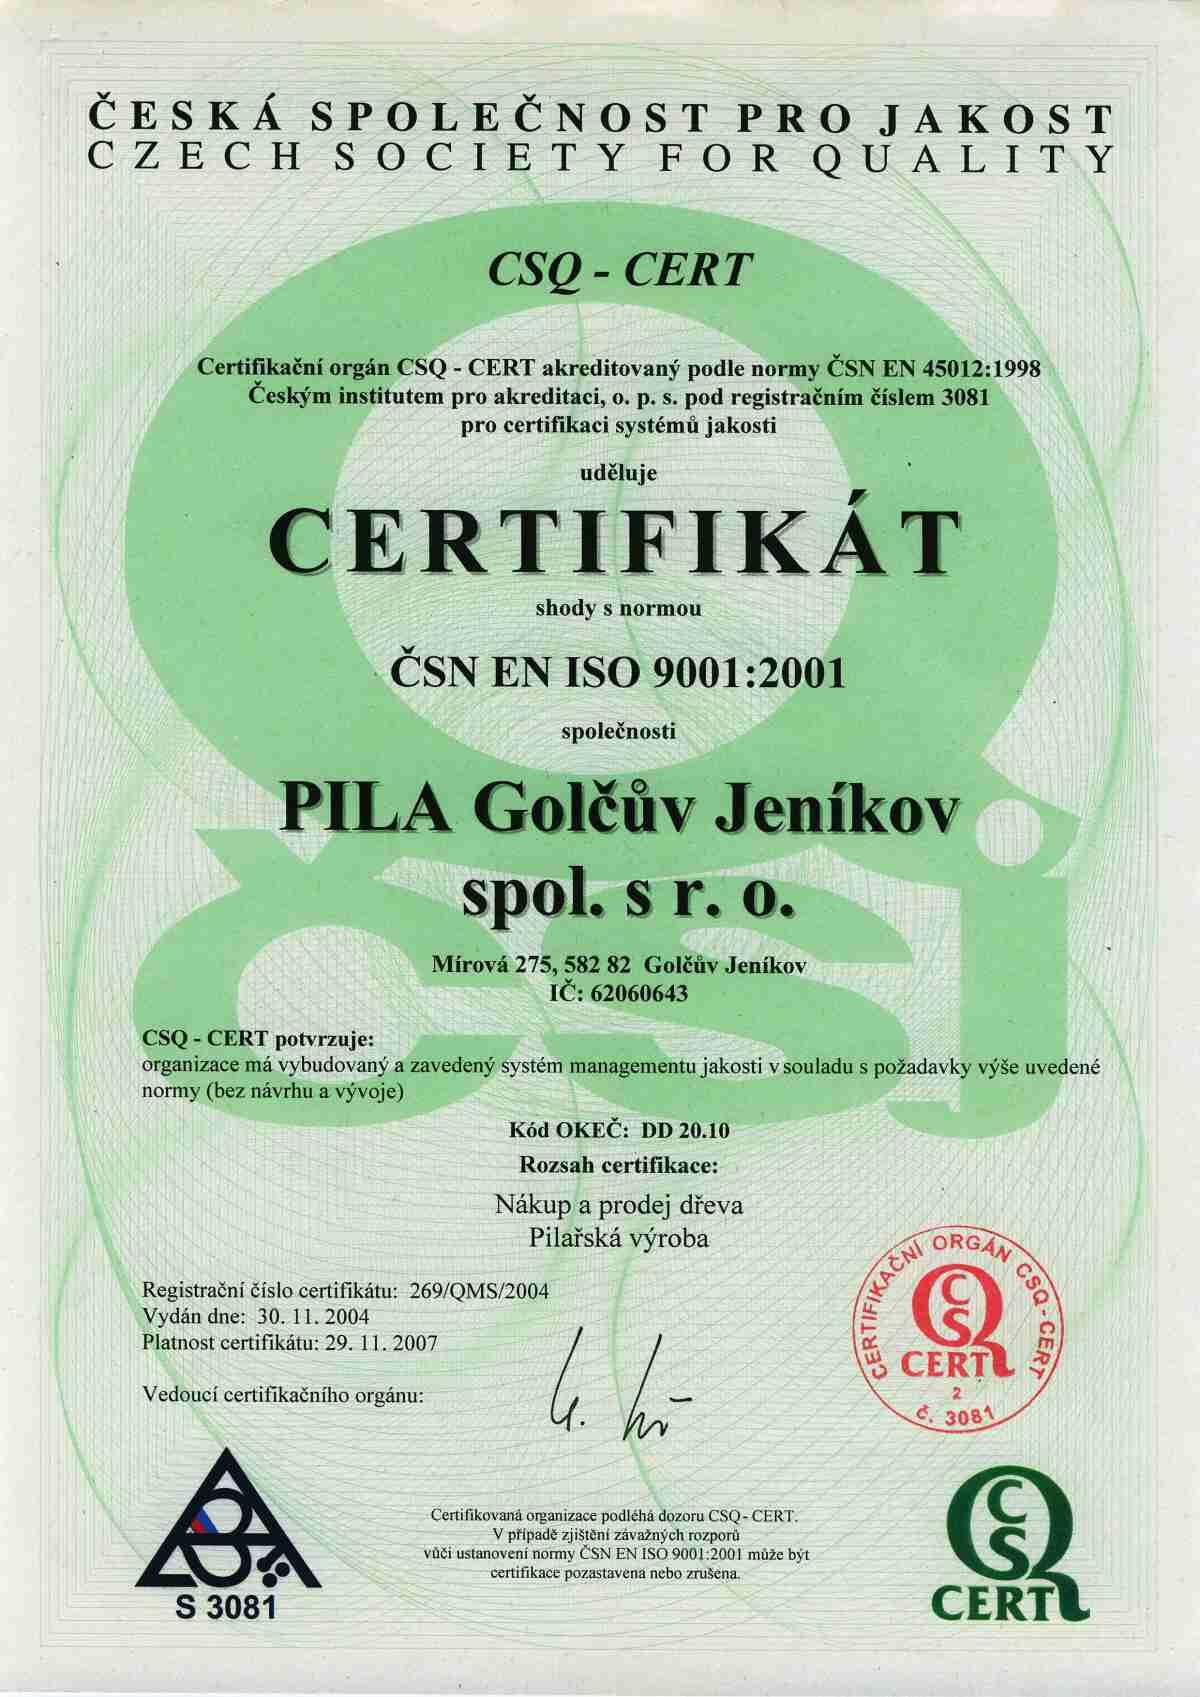 ČESKÁ SPOLEČNOST PRO JAKOST
CZECH SOCIETY FOR QUALITY
CSQ - CERT
Certifikační orgán CSQ - CERT akreditovaný podle normy ČSN EN 45012:1998
Českým institutem pro akreditaci, o. p. s. pod registračním číslem 3081
pro certifikaci systémů jakosti
uděluje
CERTIFIKÁT
shody s normou
ČSN EN ISO 9001:2001
společnosti
PILA Golčův Jeníkov
spol. s r. o.
Mírová 275, 582 82 Golčův Jeníkov
IČ: 62060643
čsj
CSQ - CERT potvrzuje:
organizace má vybudovaný a zavedený systém managementu jakosti v souladu s požadavky výše uvedené
normy (bez návrhu a vývoje)
Kód OKEČ: DD 20.10
Rozsah certifikace:
Nákup a prodej dřeva
Pilařská výroba
Registrační číslo certifikátu: 269/QMS/2004
Vydán dne: 30. 11. 2004
Platnost certifikátu: 29. 11. 2007
Vedoucí certifikačního orgánu:
CERTIFIKAČNÍ ORGÁN CSQ - CERT
CSQ
CERT
2
č. 3081
S 3081
Certifikovaná organizace podléhá dozoru CSQ - CERT.
V případě zjištění závažných rozporů
vůči ustanovení normy ČSN EN ISO 9001:2001 může být
certifikace pozastavena nebo zrušena.
CSQ
CERT